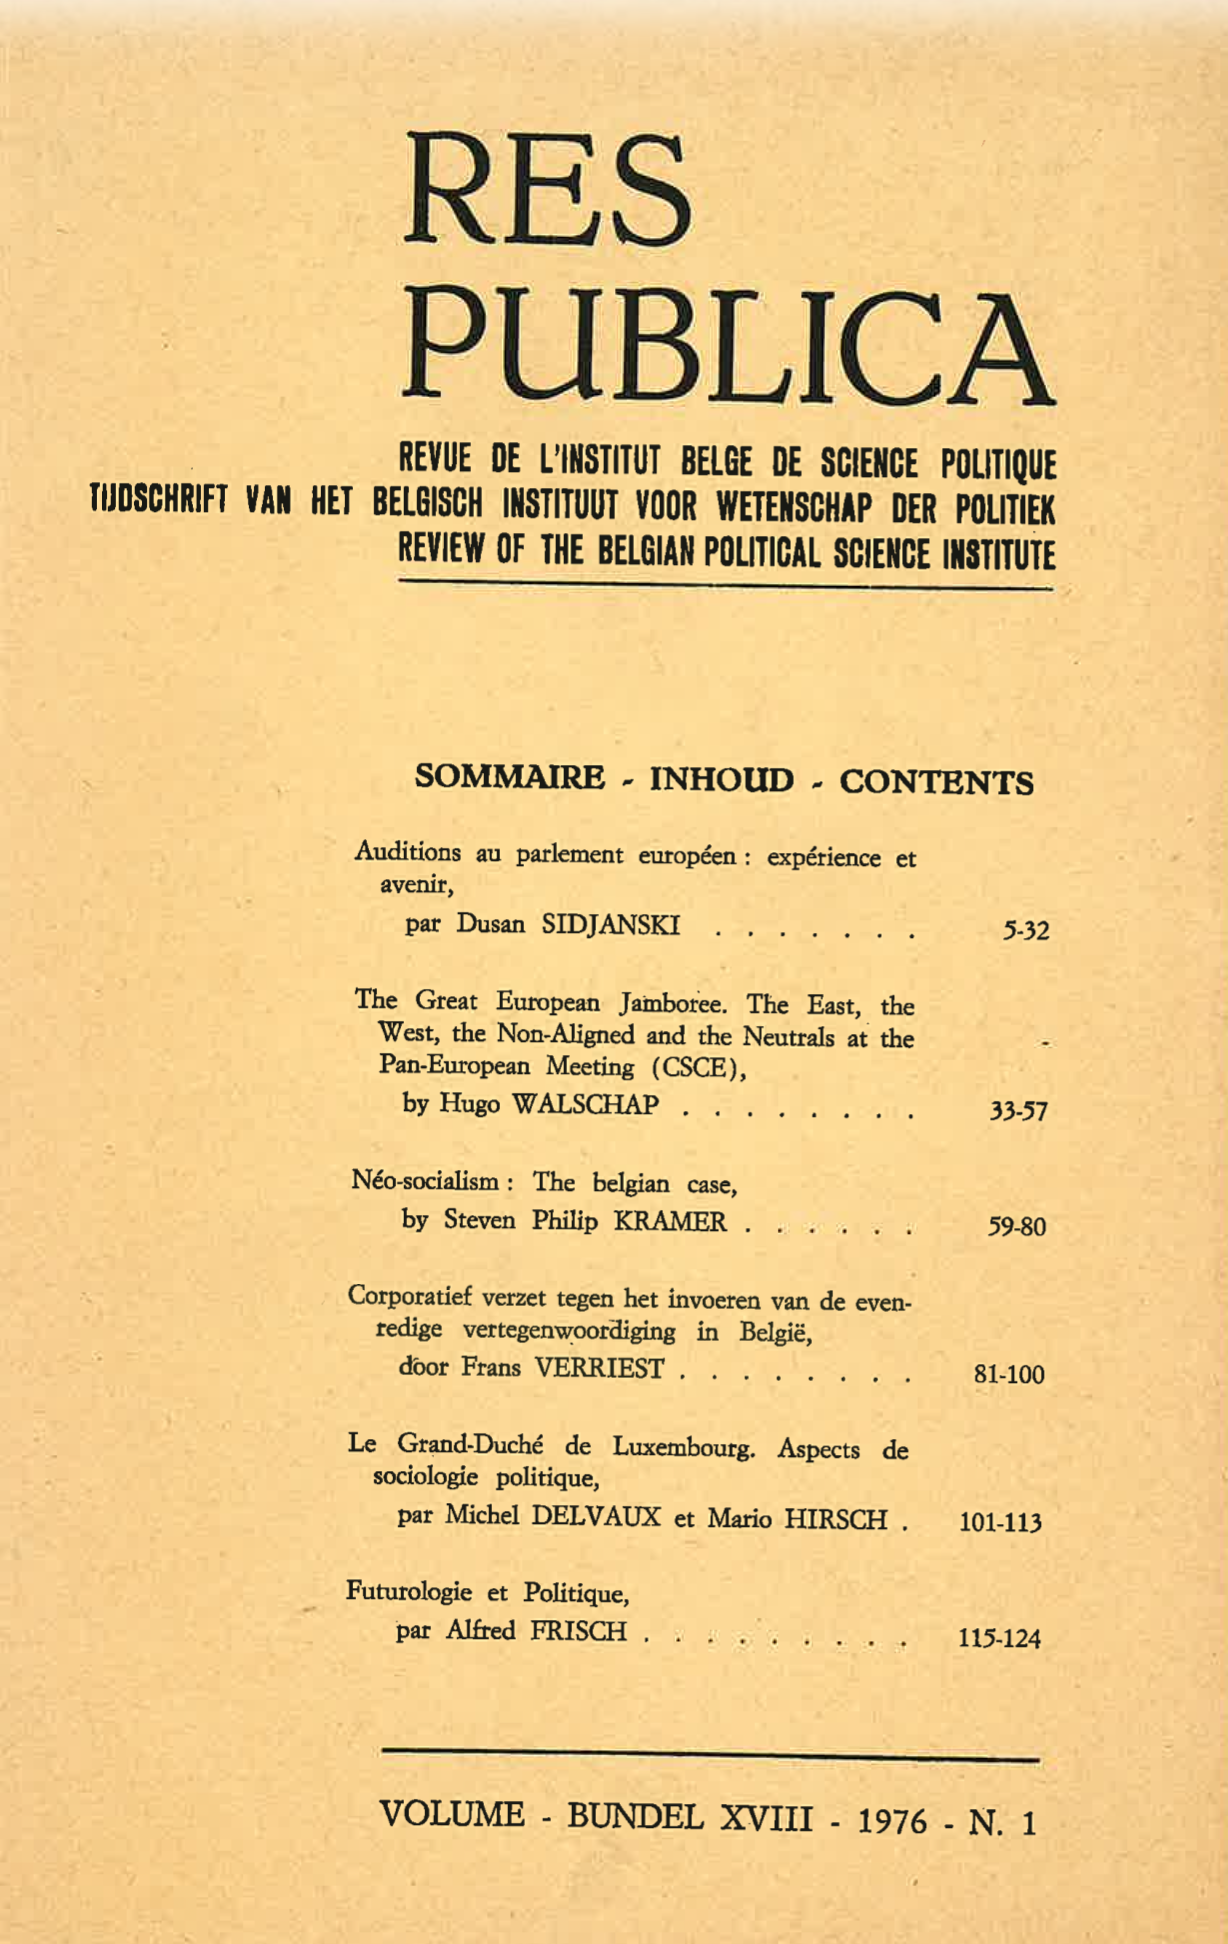 RES
PUBLICA
REVUE DE L'INSTITUT BELGE DE SCIENCE POLITIQUE
TIJDSCHRIFT VAN HET BELGISCH INSTITUUT VOOR WETENSCHAP DER POLITIEK
REVIEW OF THE BELGIAN POLITICAL SCIENCE INSTITUTE
SOMMAIRE - INHOUD - CONTENTS
Auditions au parlement européen : expérience et
avenir,
par Dusan SIDJANSKI . . . . . . . 5-32
The Great European Jamboree. The East, the
West, the Non-Aligned and the Neutrals at the
Pan-European Meeting (CSCE),
by Hugo WALSCHAP . . . . . . . . 33-57
Néo-socialism : The belgian case,
by Steven Philip KRAMER . . . . . . 59-80
Corporatief verzet tegen het invoeren van de even-
redige vertegenwoordiging in België,
door Frans VERRIEST . . . . . . . . 81-100
Le Grand-Duché de Luxembourg. Aspects de
sociologie politique,
par Michel DELVAUX et Mario HIRSCH . 101-113
Futurologie et Politique,
par Alfred FRISCH . . . . . . . . . 115-124
VOLUME - BUNDEL XVIII - 1976 - N. 1